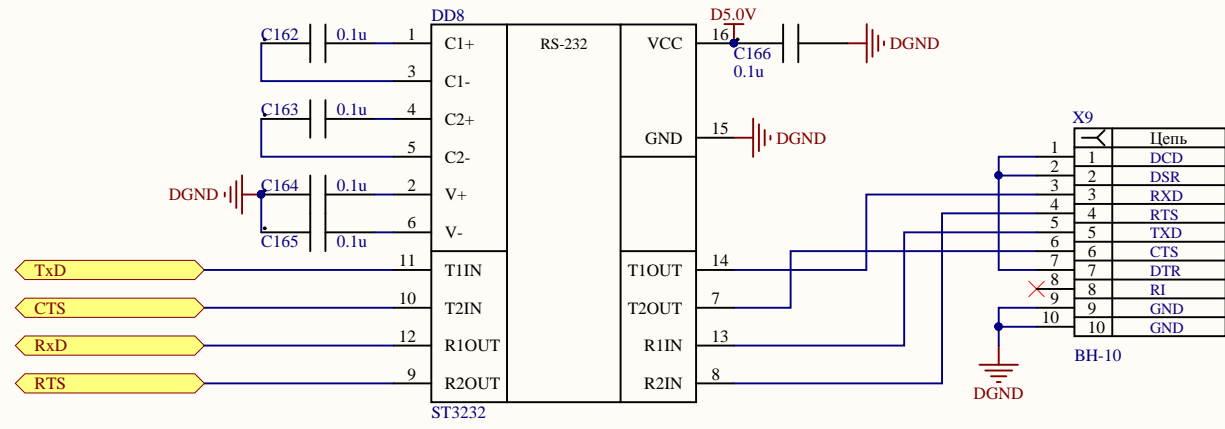 DD8
RS-232
ST3232
C162 0.1u
1 C1+
3 C1-
C163 0.1u
4 C2+
5 C2-
DGND
C164 0.1u
2 V+
C165 0.1u
6 V-
TxD 11 T1IN
CTS 10 T2IN
RxD 12 R1OUT
RTS 9 R2OUT
D5.0V
VCC 16
C166
0.1u
DGND
GND 15
DGND
T1OUT 14
T2OUT 7
R1IN 13
R2IN 8
X9
Цепь
1 1 DCD
2 2 DSR
3 3 RXD
4 4 RTS
5 5 TXD
6 6 CTS
7 7 DTR
8 8 RI
9 9 GND
10 10 GND
BH-10
DGND